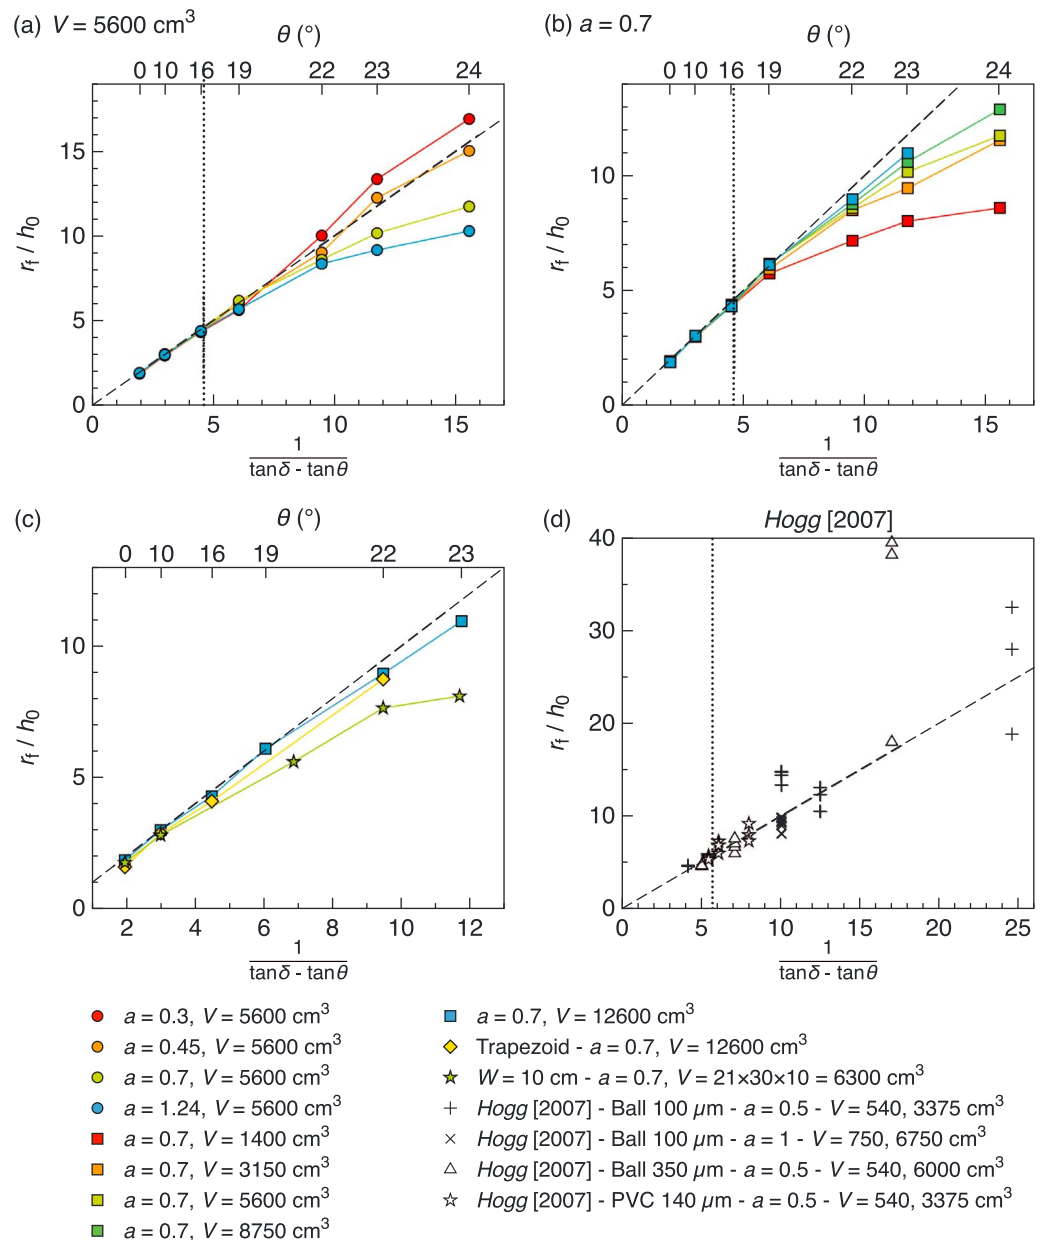 (a) V = 5600 cm³
θ (°)
0 10 16 19 22 23 24
15
10
5
0
r_f / h_0
0 5 10 15
1
tanδ - tanθ
(b) a = 0.7
θ (°)
0 10 16 19 22 23 24
10
5
0
r_f / h_0
0 5 10 15
1
tanδ - tanθ
(c)
θ (°)
0 10 16 19 22 23
10
5
0
r_f / h_0
2 4 6 8 10 12
1
tanδ - tanθ
(d) Hogg [2007]
40
30
20
10
0
r_f / h_0
0 5 10 15 20 25
1
tanδ - tanθ
a = 0.3, V = 5600 cm³
a = 0.45, V = 5600 cm³
a = 0.7, V = 5600 cm³
a = 1.24, V = 5600 cm³
a = 0.7, V = 1400 cm³
a = 0.7, V = 3150 cm³
a = 0.7, V = 5600 cm³
a = 0.7, V = 8750 cm³
a = 0.7, V = 12600 cm³
Trapezoid - a = 0.7, V = 12600 cm³
W = 10 cm - a = 0.7, V = 21×30×10 = 6300 cm³
Hogg [2007] - Ball 100 µm - a = 0.5 - V = 540, 3375 cm³
Hogg [2007] - Ball 100 µm - a = 1 - V = 750, 6750 cm³
Hogg [2007] - Ball 350 µm - a = 0.5 - V = 540, 6000 cm³
Hogg [2007] - PVC 140 µm - a = 0.5 - V = 540, 3375 cm³